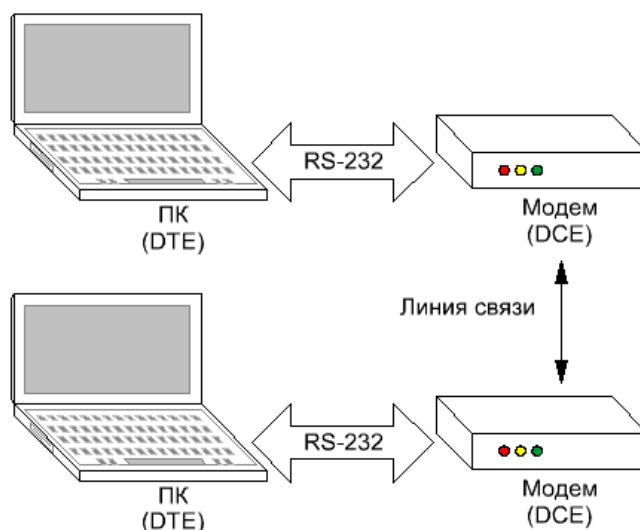 RS-232
ПК
(DTE)
Модем
(DCE)
Линия связи
RS-232
ПК
(DTE)
Модем
(DCE)